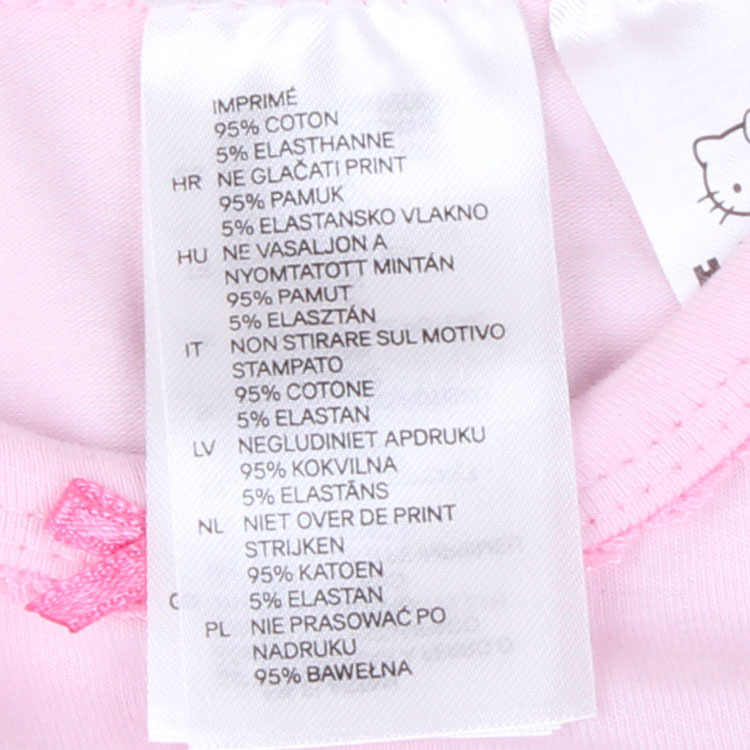 IMPRIMÉ
95% COTON
5% ELASTHANNE
HR NE GLAČATI PRINT
95% PAMUK
5% ELASTANSKO VLAKNO
HU NE VASALJON A
NYOMTATOTT MINTÁN
95% PAMUT
5% ELASZTÁN
IT NON STIRARE SUL MOTIVO
STAMPATO
95% COTONE
5% ELASTAN
LV NEGLUDINIET APDRUKU
95% KOKVILNA
5% ELASTĀNS
NL NIET OVER DE PRINT
STRIJKEN
95% KATOEN
5% ELASTAN
PL NIE PRASOWAĆ PO
NADRUKU
95% BAWEŁNA